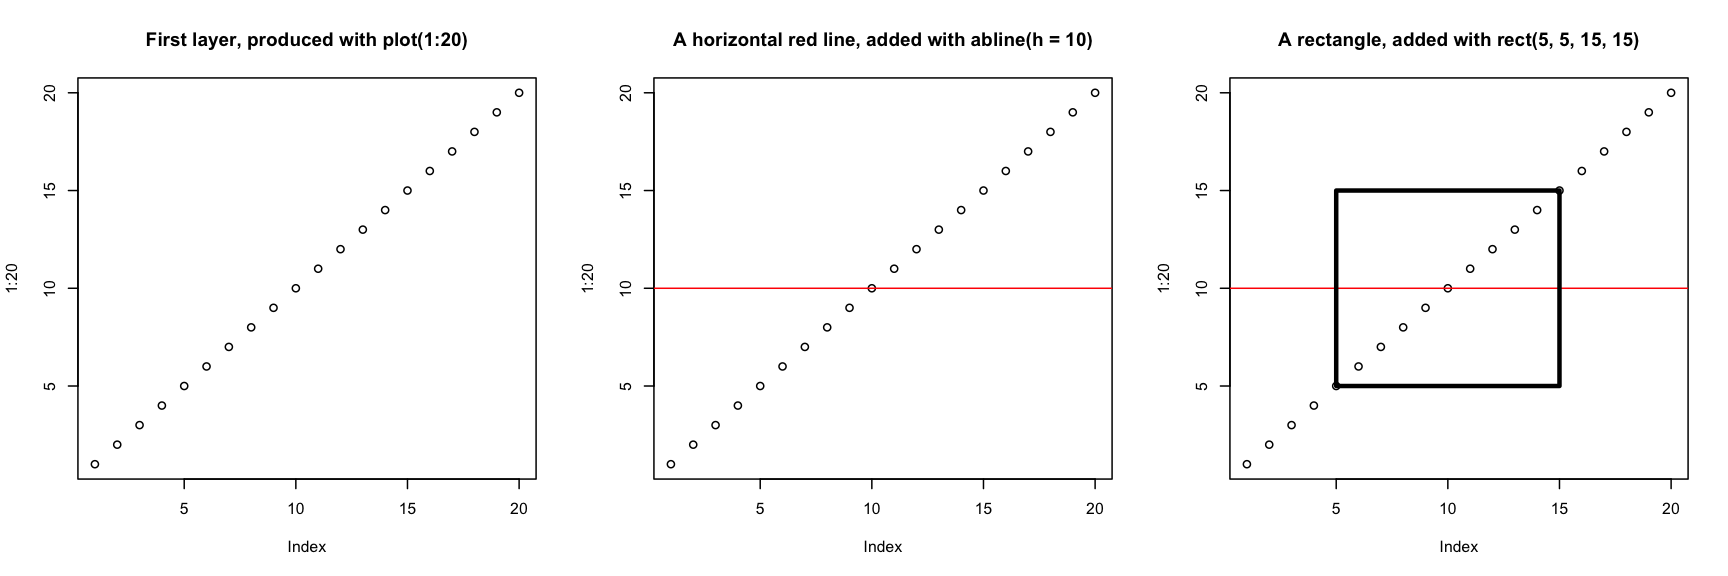 First layer, produced with plot(1:20)
1:20
20
15
10
5
5 10 15 20
Index
A horizontal red line, added with abline(h = 10)
1:20
20
15
10
5
5 10 15 20
Index
A rectangle, added with rect(5, 5, 15, 15)
1:20
20
15
10
5
5 10 15 20
Index